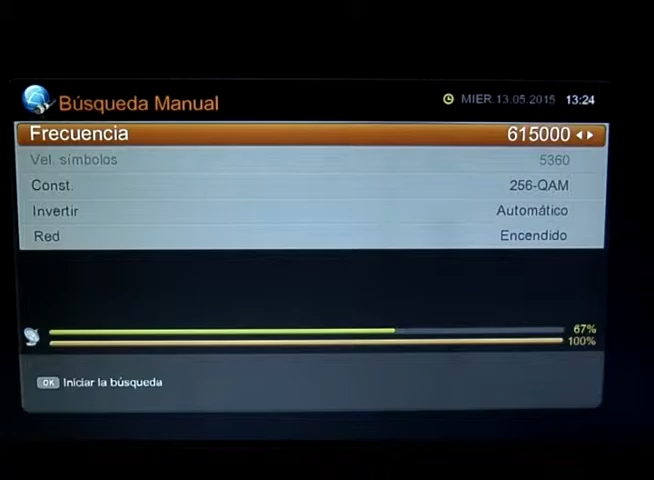 Búsqueda Manual MIER.13.05.2015 13:24
Frecuencia 615000
Vel. símbolos 5360
Const. 256-QAM
Invertir Automático
Red Encendido
67%
100%
OK Iniciar la búsqueda